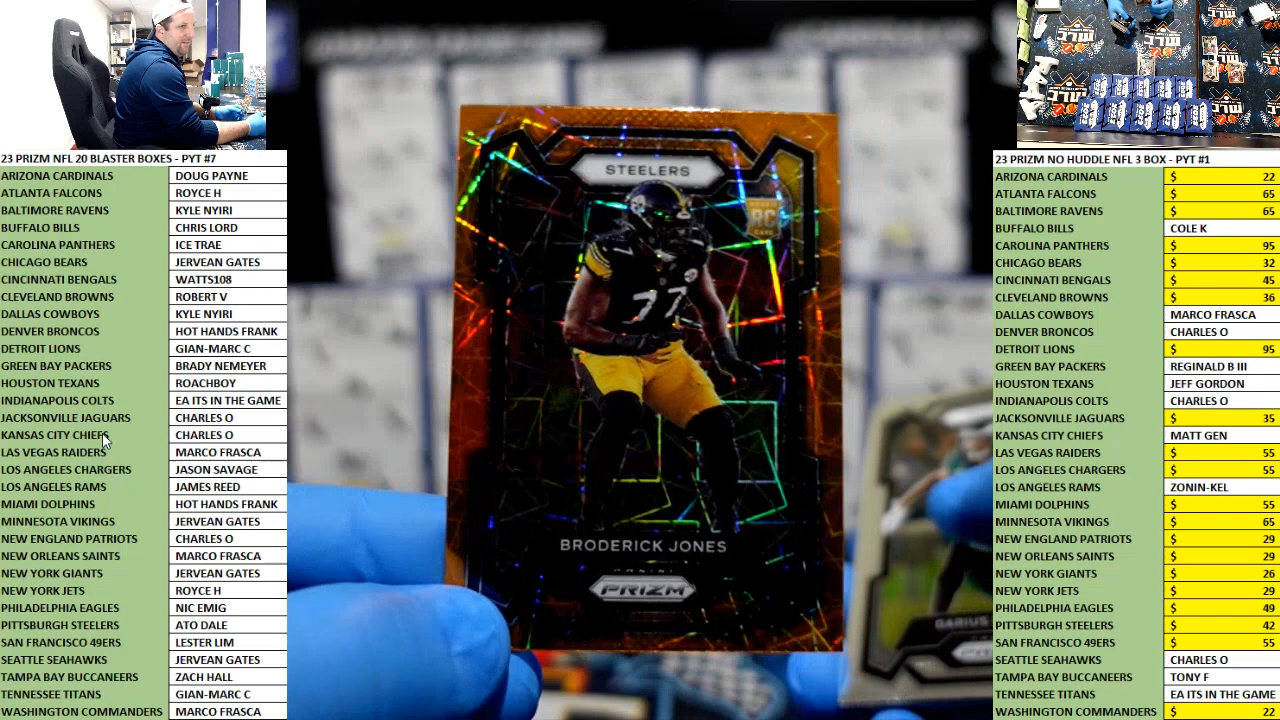 23 PRIZM NFL 20 BLASTER BOXES - PYT #7
ARIZONA CARDINALS DOUG PAYNE
ATLANTA FALCONS ROYCE H
BALTIMORE RAVENS KYLE NYIRI
BUFFALO BILLS CHRIS LORD
CAROLINA PANTHERS ICE TRAE
CHICAGO BEARS JERVEAN GATES
CINCINNATI BENGALS WATTS108
CLEVELAND BROWNS ROBERT V
DALLAS COWBOYS KYLE NYIRI
DENVER BRONCOS HOT HANDS FRANK
DETROIT LIONS GIAN-MARC C
GREEN BAY PACKERS BRADY NEMEYER
HOUSTON TEXANS ROACHBOY
INDIANAPOLIS COLTS EA ITS IN THE GAME
JACKSONVILLE JAGUARS CHARLES O
KANSAS CITY CHIEFS CHARLES O
LAS VEGAS RAIDERS MARCO FRASCA
LOS ANGELES CHARGERS JASON SAVAGE
LOS ANGELES RAMS JAMES REED
MIAMI DOLPHINS HOT HANDS FRANK
MINNESOTA VIKINGS JERVEAN GATES
NEW ENGLAND PATRIOTS CHARLES O
NEW ORLEANS SAINTS MARCO FRASCA
NEW YORK GIANTS JERVEAN GATES
NEW YORK JETS ROYCE H
PHILADELPHIA EAGLES NIC EMIG
PITTSBURGH STEELERS ATO DALE
SAN FRANCISCO 49ERS LESTER LIM
SEATTLE SEAHAWKS JERVEAN GATES
TAMPA BAY BUCCANEERS ZACH HALL
TENNESSEE TITANS GIAN-MARC C
WASHINGTON COMMANDERS MARCO FRASCA
STEELERS
RC
77
BRODERICK JONES
PANINI
PRIZM
DARIUS
23 PRIZM NO HUDDLE NFL 3 BOX - PYT #1
ARIZONA CARDINALS $ 22
ATLANTA FALCONS $ 65
BALTIMORE RAVENS $ 65
BUFFALO BILLS COLE K
CAROLINA PANTHERS $ 95
CHICAGO BEARS $ 32
CINCINNATI BENGALS $ 45
CLEVELAND BROWNS $ 36
DALLAS COWBOYS MARCO FRASCA
DENVER BRONCOS CHARLES O
DETROIT LIONS $ 95
GREEN BAY PACKERS REGINALD B III
HOUSTON TEXANS JEFF GORDON
INDIANAPOLIS COLTS CHARLES O
JACKSONVILLE JAGUARS $ 35
KANSAS CITY CHIEFS MATT GEN
LAS VEGAS RAIDERS $ 55
LOS ANGELES CHARGERS $ 55
LOS ANGELES RAMS ZONIN-KEL
MIAMI DOLPHINS $ 55
MINNESOTA VIKINGS $ 65
NEW ENGLAND PATRIOTS $ 29
NEW ORLEANS SAINTS $ 29
NEW YORK GIANTS $ 26
NEW YORK JETS $ 29
PHILADELPHIA EAGLES $ 49
PITTSBURGH STEELERS $ 42
SAN FRANCISCO 49ERS $ 55
SEATTLE SEAHAWKS CHARLES O
TAMPA BAY BUCCANEERS TONY F
TENNESSEE TITANS EA ITS IN THE GAME
WASHINGTON COMMANDERS $ 22